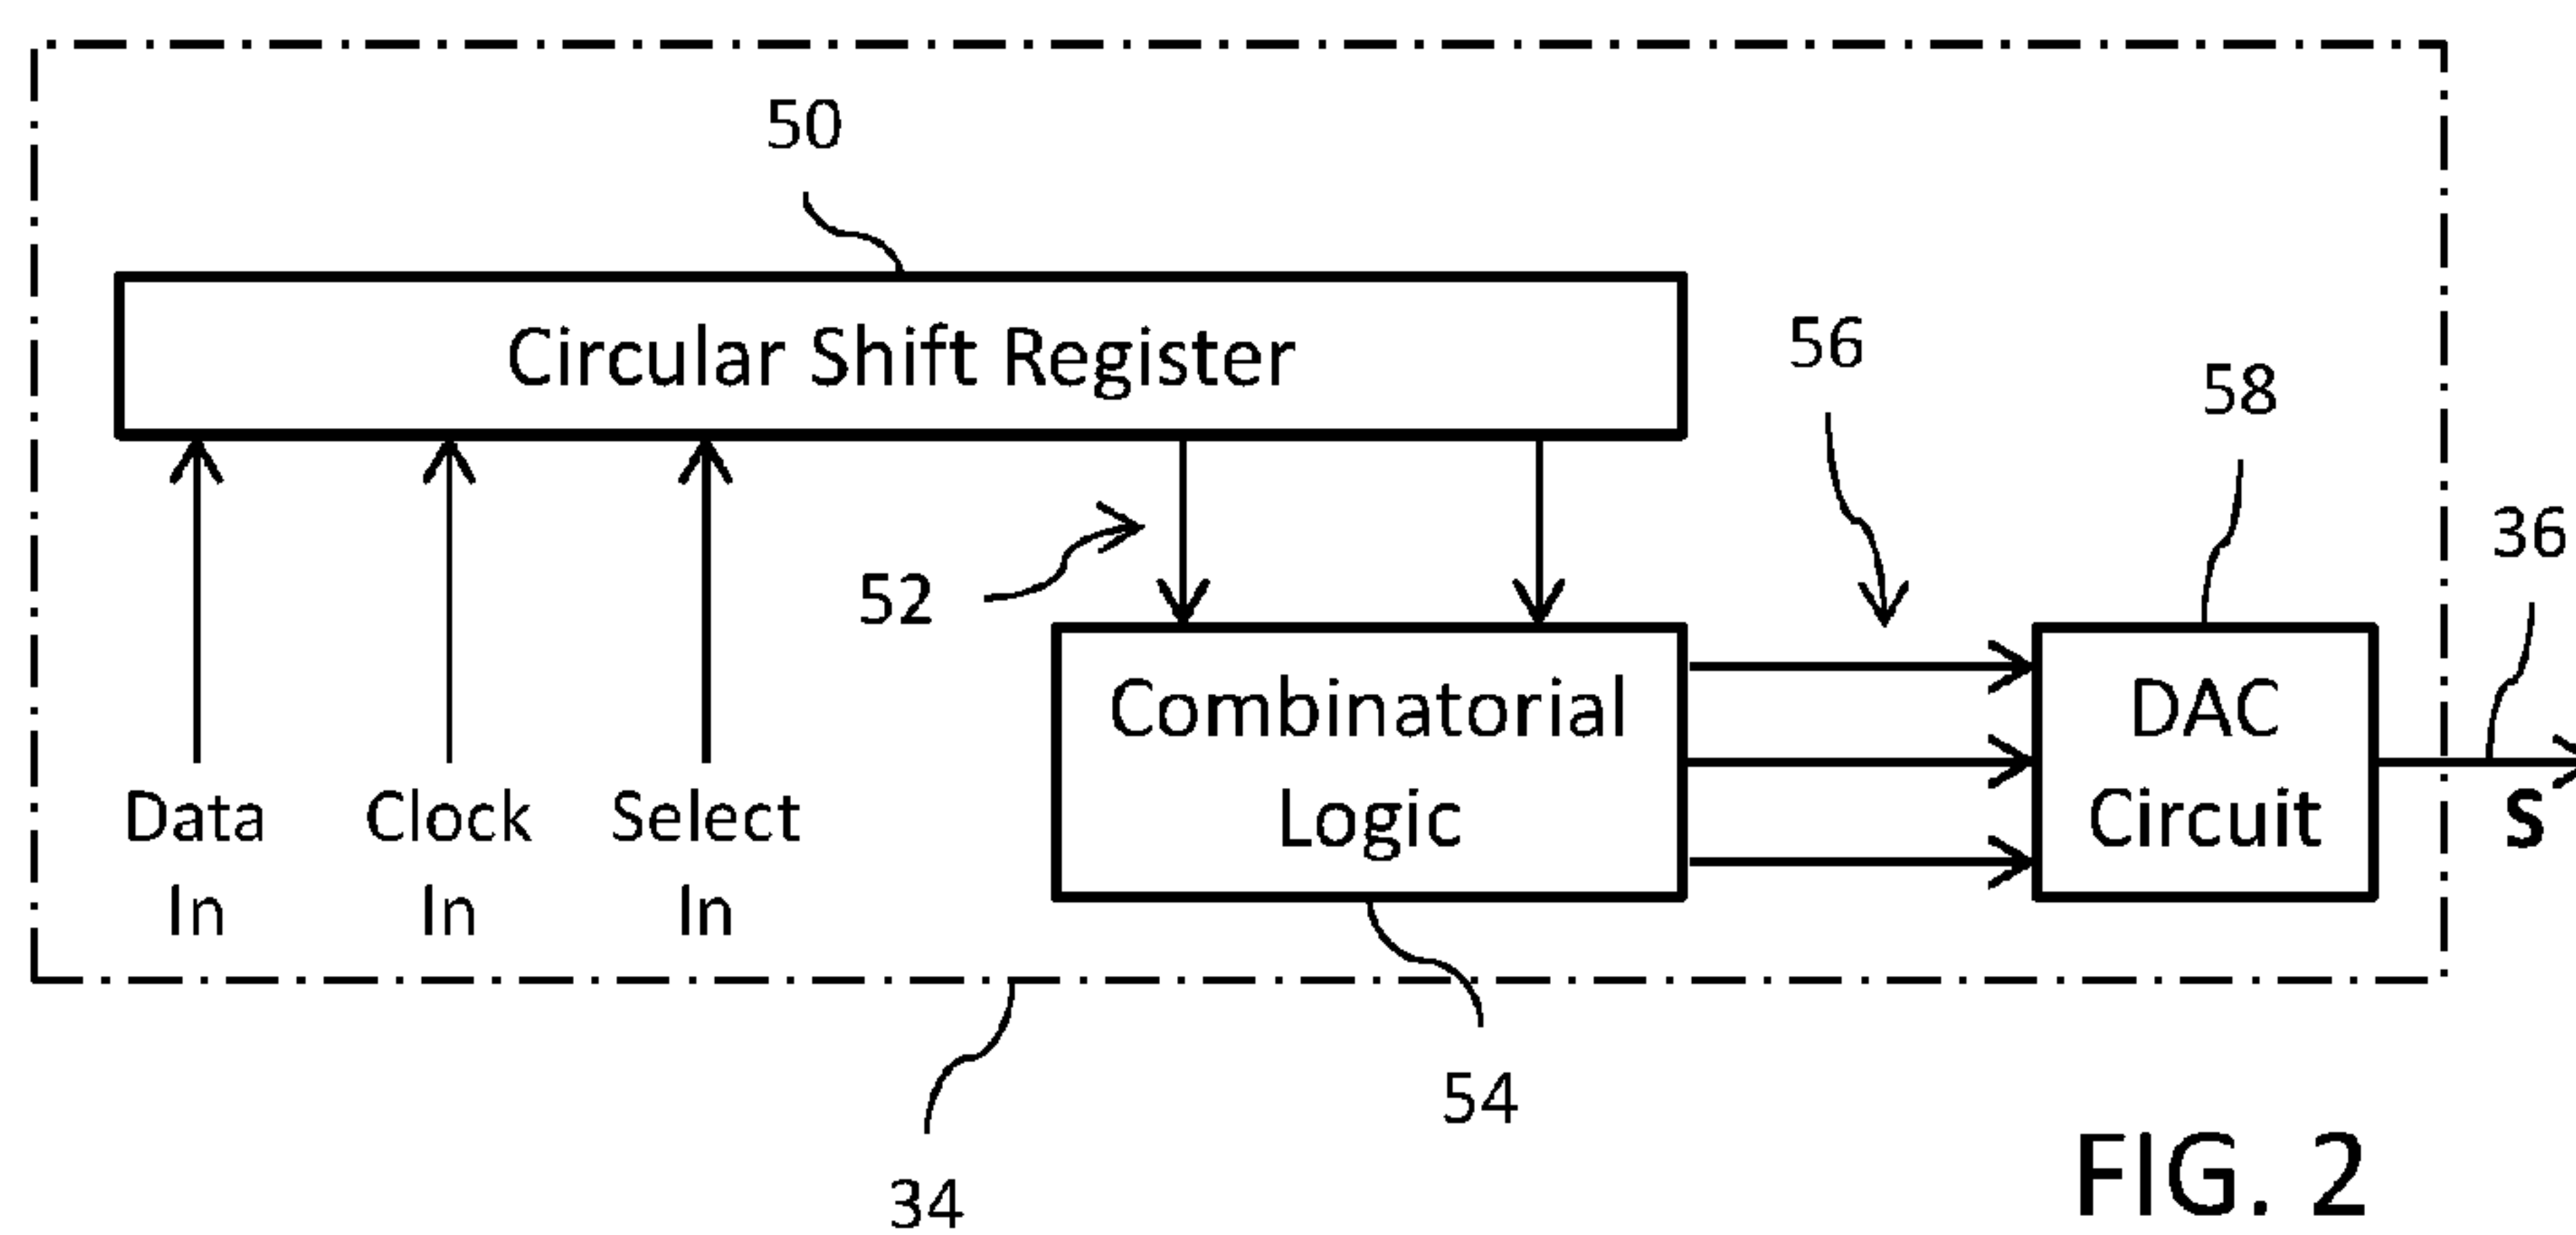 50
Circular Shift Register
56
58
36
52
Combinatorial
Logic
DAC
Circuit
S
Data
In
Clock
In
Select
In
54
34
FIG. 2